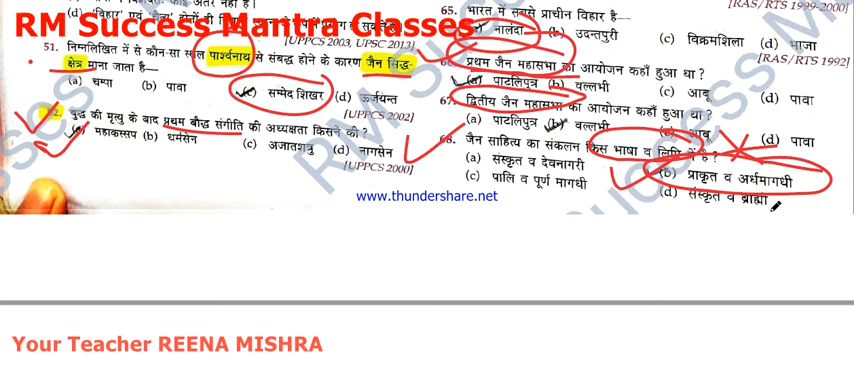 RM Success Mantra Glasses
[UPPCS 2003, UPSC 2013]
51. निम्नलिखित में से कौन-सा स्थल पार्श्वनाथ से संबद्ध होने के कारण जैन सिद्ध-
क्षेत्र माना जाता है—
(a) चम्पा (b) पावा (c) सम्मेद शिखर (d) ऊर्जयन्त
[UPPCS 2002]
52. बुद्ध की मृत्यु के बाद प्रथम बौद्ध संगीति की अध्यक्षता किसने की ?
(a) महाकस्सप (b) धर्मसेन (c) अजातशत्रु (d) नागसेन
[UPPCS 2000]
[RAS/RTS 1999-2000]
65. भारत में सबसे प्राचीन विहार है—
(a) नालंदा (b) उदन्तपुरी (c) विक्रमशिला (d) भाजा
[RAS/RTS 1992]
66. प्रथम जैन महासभा का आयोजन कहाँ हुआ था ?
(a) पाटलिपुत्र (b) वल्लभी (c) आबू (d) पावा
67. द्वितीय जैन महासभा का आयोजन कहाँ हुआ था ?
(a) पाटलिपुत्र (b) वल्लभी (c) आबू (d) पावा
68. जैन साहित्य का संकलन किस भाषा व लिपि में है ?
(a) संस्कृत व देवनागरी (b) प्राकृत व अर्धमागधी
(c) पालि व पूर्ण मागधी (d) संस्कृत व ब्राह्मी
www.thundershare.net
Your Teacher REENA MISHRA